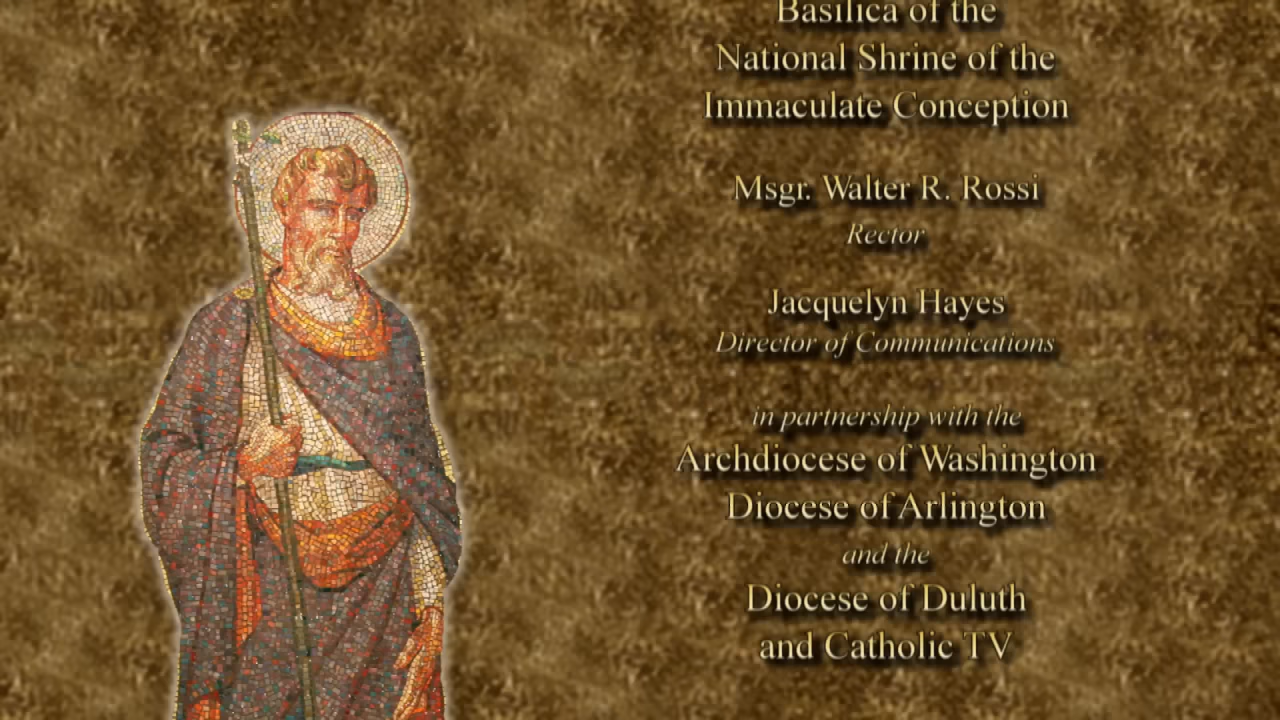 Basilica of the
National Shrine of the
Immaculate Conception
Msgr. Walter R. Rossi
Rector
Jacquelyn Hayes
Director of Communications
in partnership with the
Archdiocese of Washington
Diocese of Arlington
and the
Diocese of Duluth
and Catholic TV